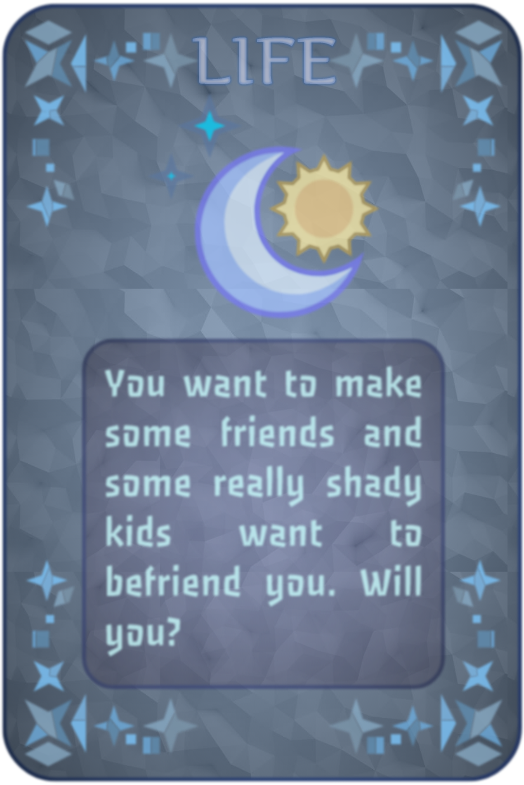 LIFE
You want to make
some friends and
some really shady
kids want to
befriend you. Will
you?